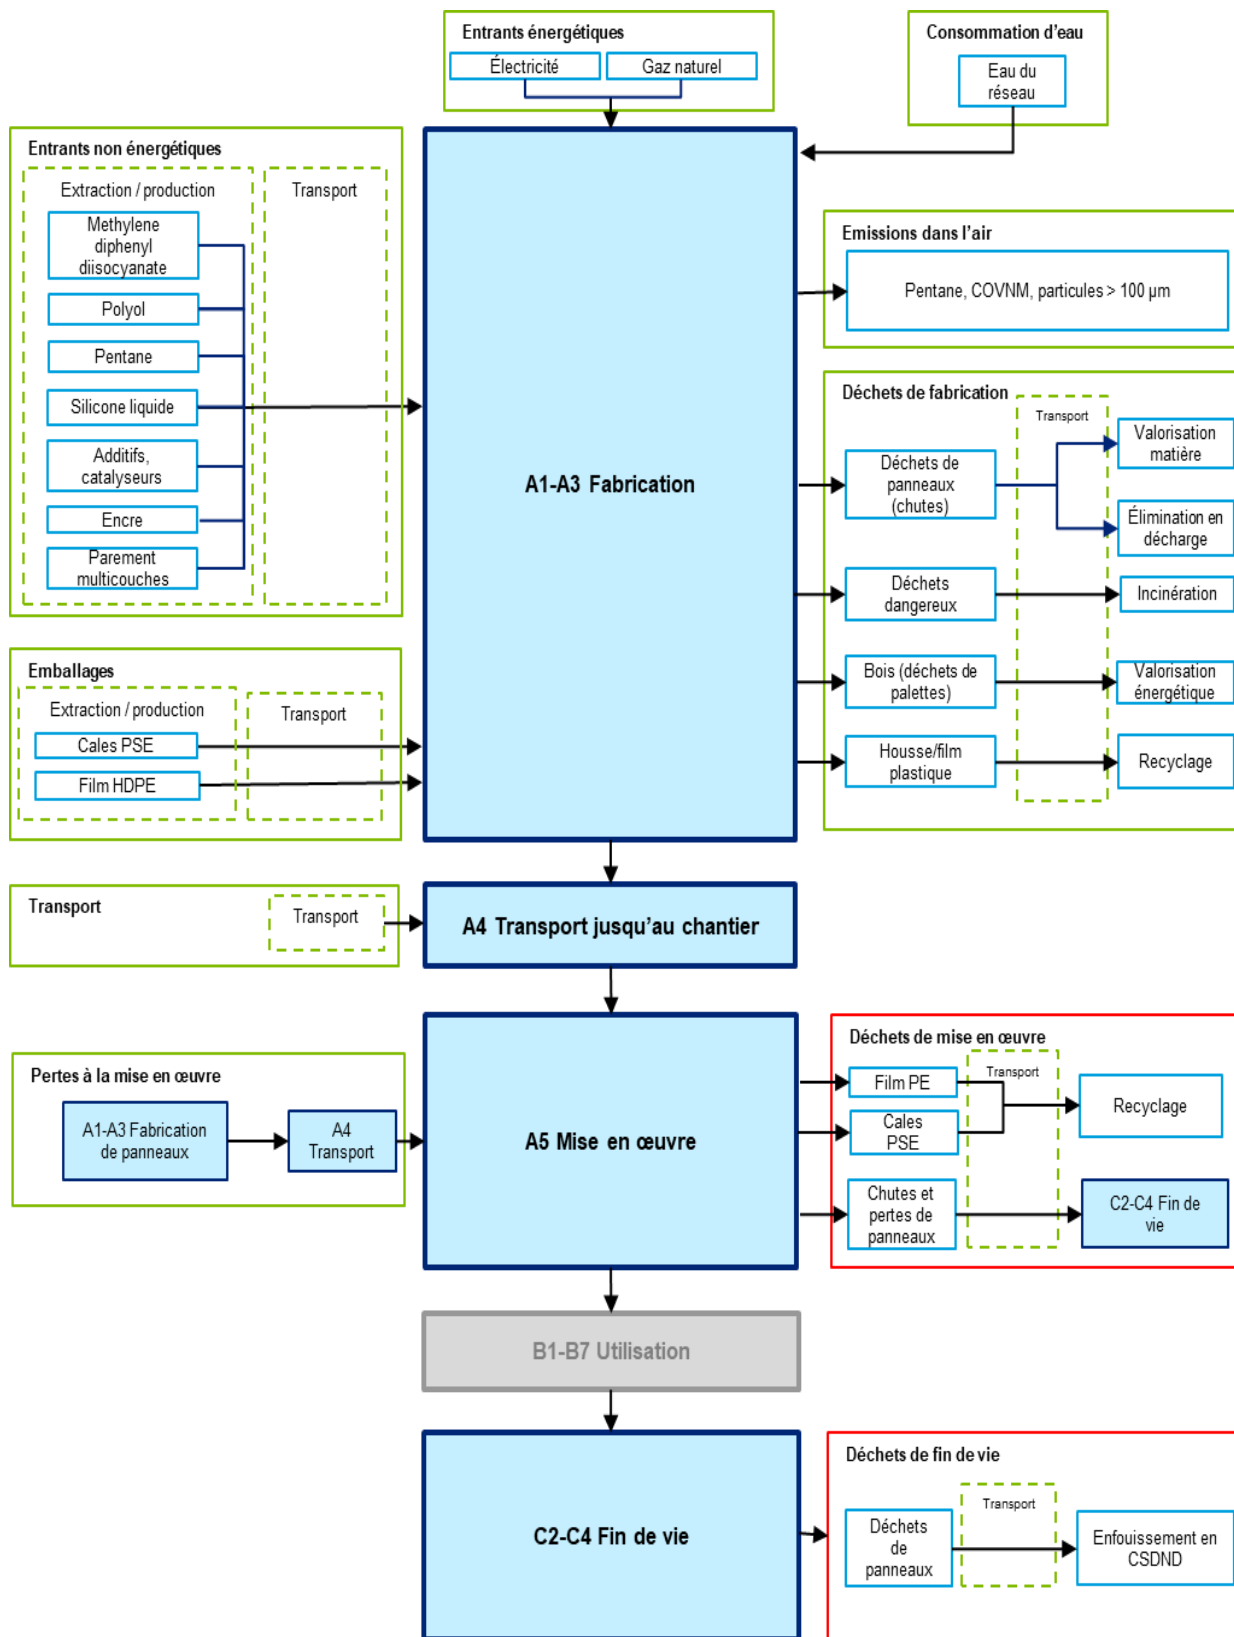 Entrants énergétiques
Électricité
Gaz naturel
Consommation d'eau
Eau du
réseau
Entrants non énergétiques
Extraction / production
Transport
Methylene
diphenyl
diisocyanate
Polyol
Pentane
Silicone liquide
Additifs,
catalyseurs
Encre
Parement
multicouches
A1-A3 Fabrication
Emissions dans l'air
Pentane, COVNM, particules > 100 µm
Déchets de fabrication
Transport
Déchets de
panneaux
(chutes)
Valorisation
matière
Élimination en
décharge
Déchets
dangereux
Incinération
Bois (déchets de
palettes)
Valorisation
énergétique
Housse/film
plastique
Recyclage
Emballages
Extraction / production
Transport
Cales PSE
Film HDPE
Transport
Transport
A4 Transport jusqu'au chantier
Pertes à la mise en œuvre
A1-A3 Fabrication
de panneaux
A4
Transport
A5 Mise en œuvre
Déchets de mise en œuvre
Transport
Film PE
Cales
PSE
Recyclage
Chutes et
pertes de
panneaux
C2-C4 Fin de
vie
B1-B7 Utilisation
C2-C4 Fin de vie
Déchets de fin de vie
Transport
Déchets
de
panneaux
Enfouissement en
CSDND